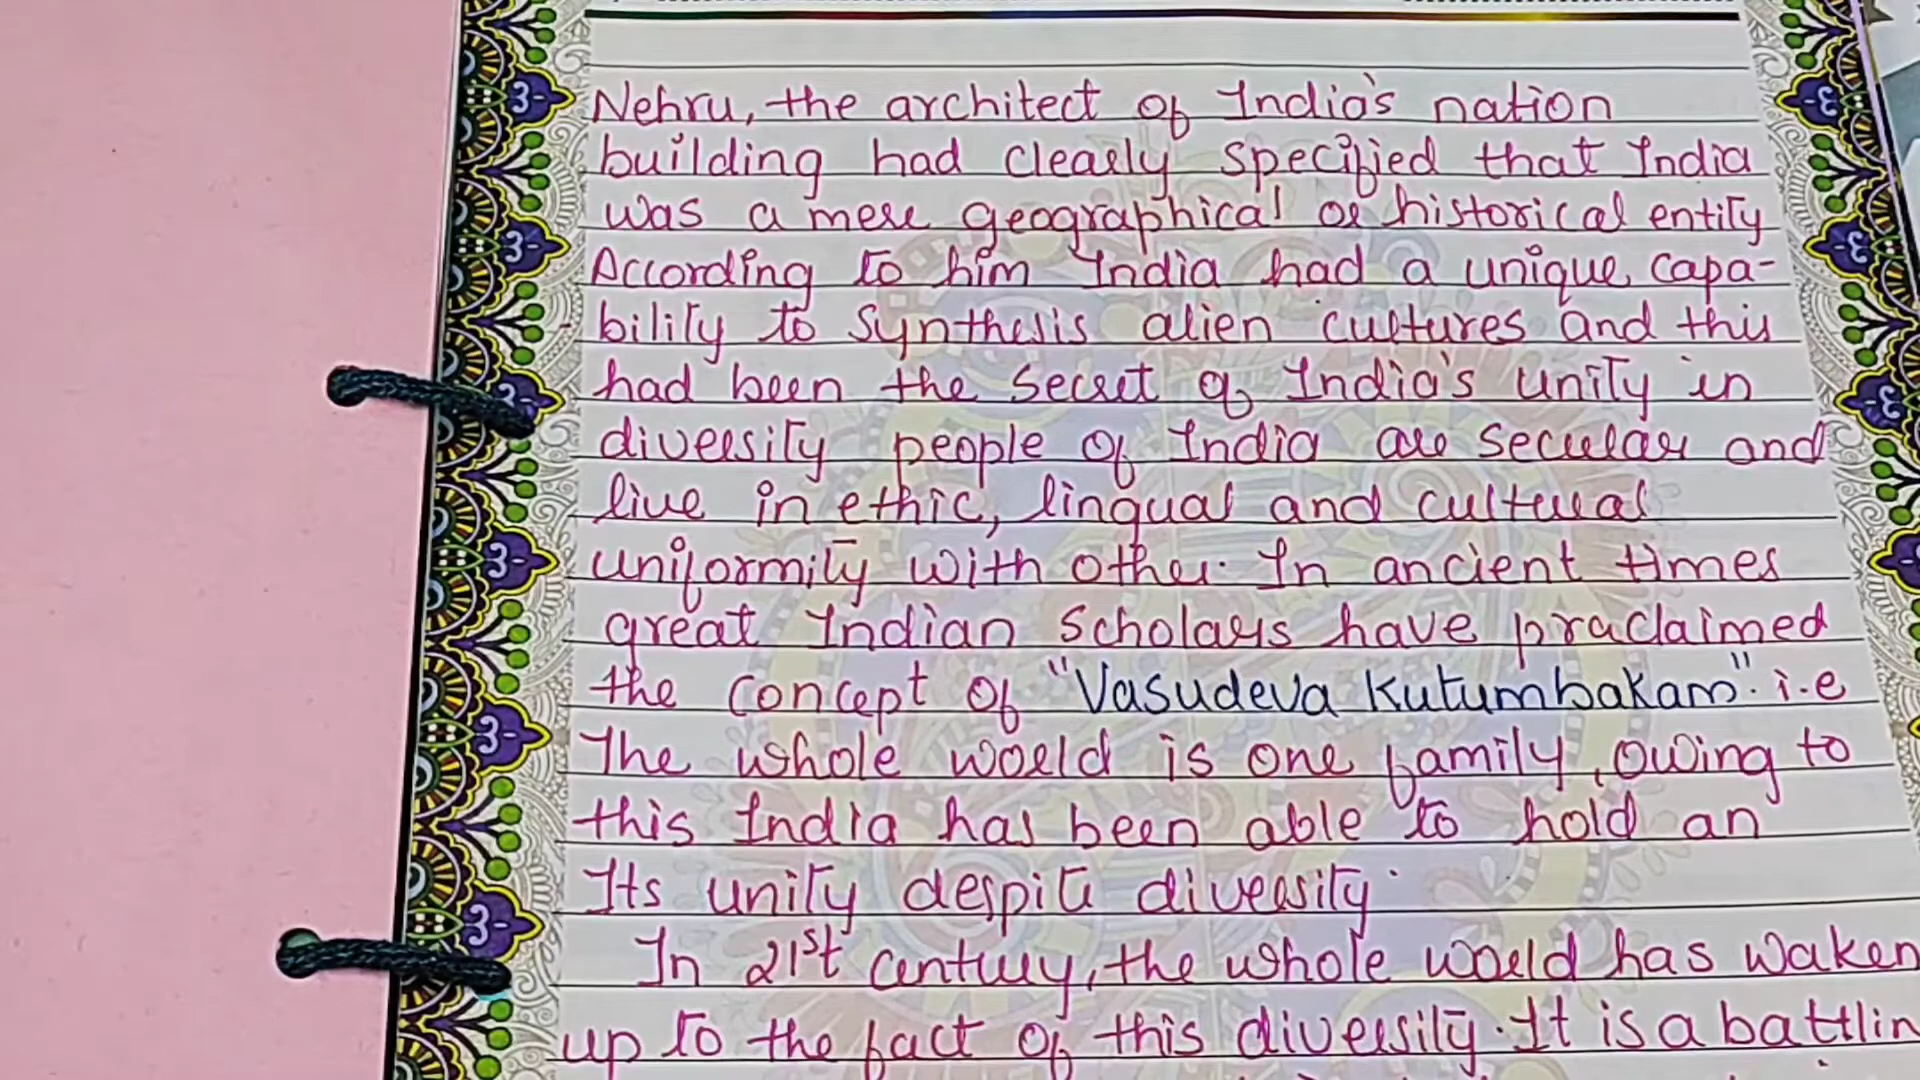 Nehru, the architect of India's nation
building had clearly specified that India
was a mere geographical or historical entity
According to him India had a unique capa-
bility to synthesis alien cultures and this
had been the secret of India's unity in
diversity people of India are secular and
live in ethic, lingual and cultural
uniformity with other. In ancient times
great Indian scholars have praclaimed
the concept of "Vasudeva Kutumbakam". i.e
The whole world is one family, owing to
this India has been able to hold an
Its unity despite diversity.
In 21st century, the whole world has waken
up to the fact of this diversity. It is a battlin